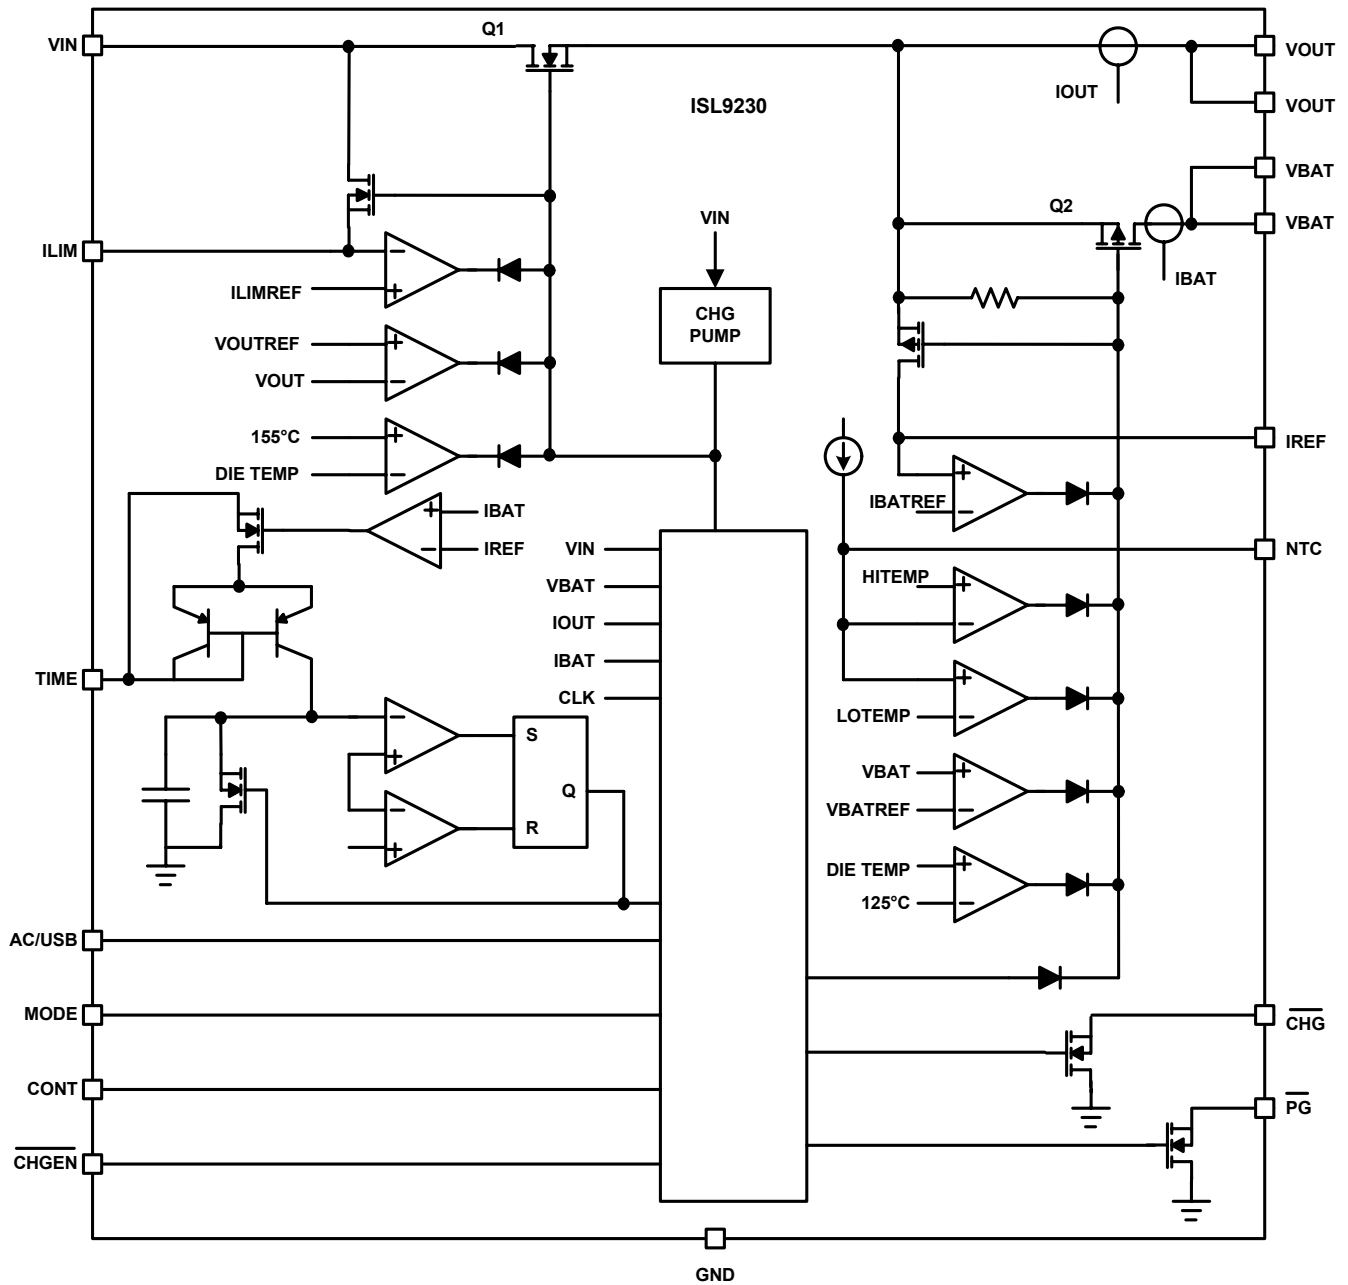 Q1
VIN
VOUT
ISL9230
IOUT
VOUT
VBAT
Q2
VIN
VBAT
ILIM
IBAT
ILIMREF
CHG
PUMP
VOUTREF
VOUT
155°C
IREF
DIE TEMP
IBAT
IBATREF
IREF
VIN
NTC
VBAT
HITEMP
IOUT
IBAT
TIME
CLK
LOTEMP
S
VBAT
Q
VBATREF
R
DIE TEMP
125°C
AC/USB
MODE
CHG
CONT
PG
CHGEN
GND